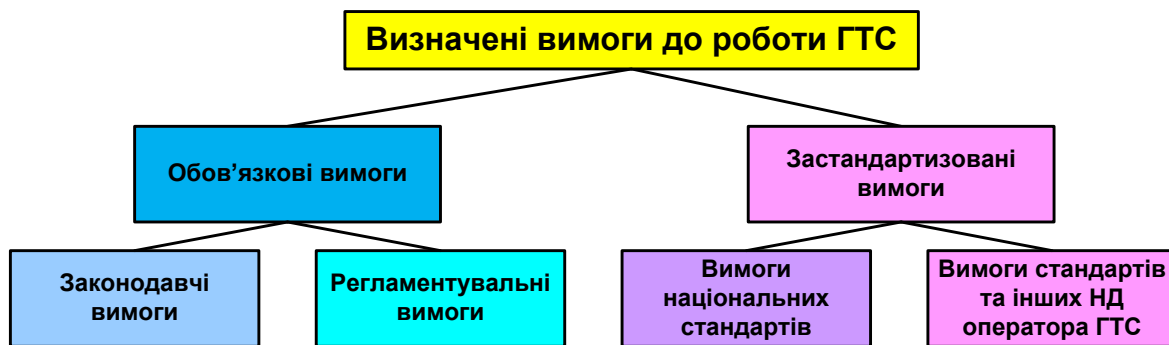 Визначені вимоги до роботи ГТС
Обов’язкові вимоги
Застандартизовані
вимоги
Законодавчі
вимоги
Регламентувальні
вимоги
Вимоги
національних
стандартів
Вимоги стандартів
та інших НД
оператора ГТС